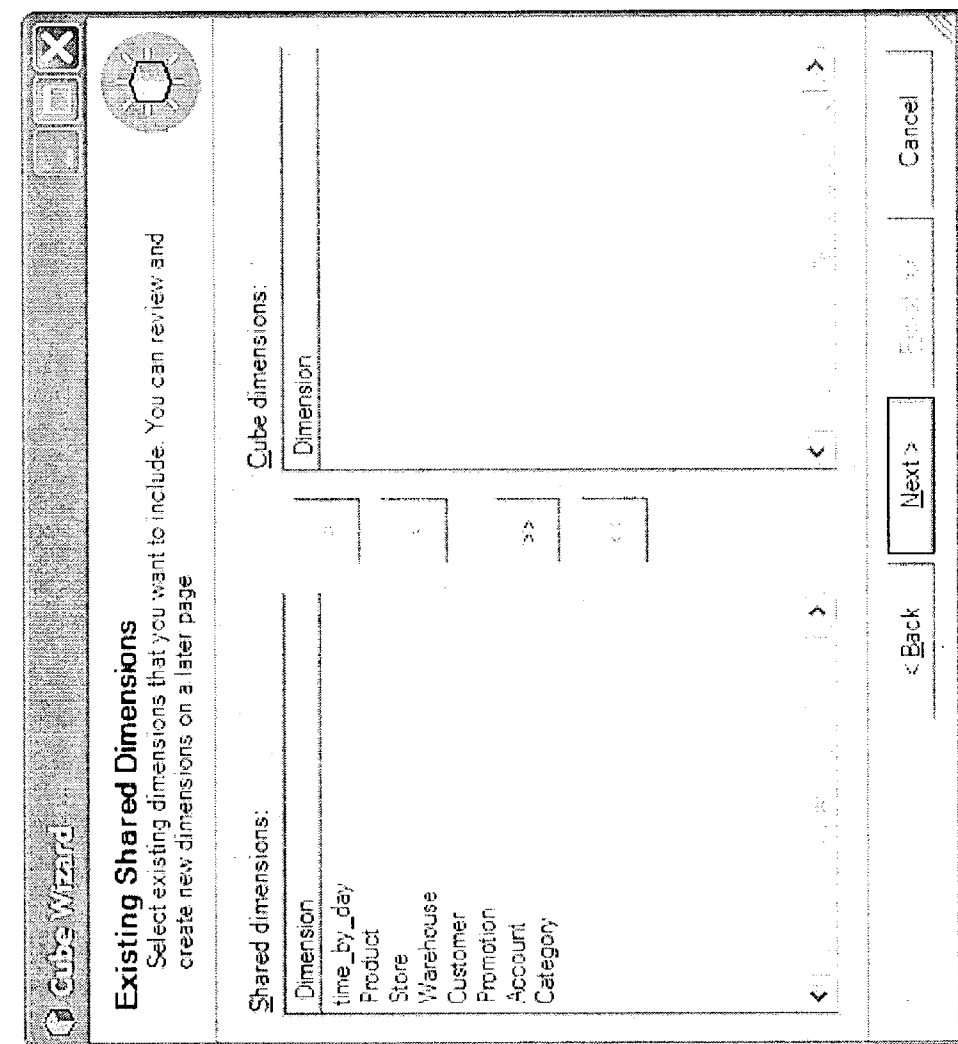 Cube Wizard
Existing Shared Dimensions
Select existing dimensions that you want to include. You can review and
create new dimensions on a later page
Shared dimensions:
Cube dimensions:
Dimension
Dimension
time_by_day
Product
Store
Warehouse
Customer
Promotion
Account
Category
>
<
>>
<<
< Back
Next >
Cancel